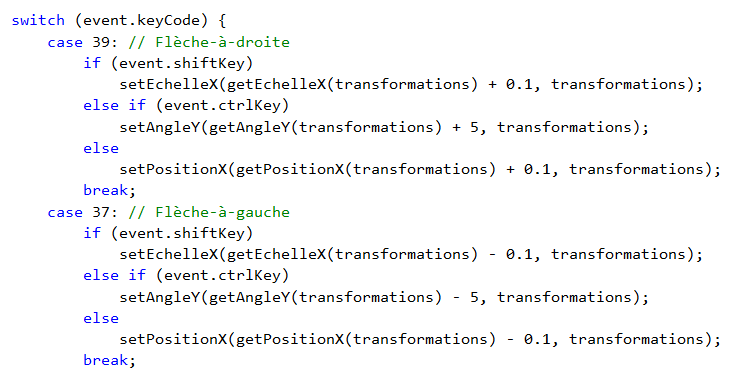 switch (event.keyCode) {
    case 39: // Flèche-à-droite
        if (event.shiftKey)
            setEchelleX(getEchelleX(transformations) + 0.1, transformations);
        else if (event.ctrlKey)
            setAngleY(getAngleY(transformations) + 5, transformations);
        else
            setPositionX(getPositionX(transformations) + 0.1, transformations);
        break;
    case 37: // Flèche-à-gauche
        if (event.shiftKey)
            setEchelleX(getEchelleX(transformations) - 0.1, transformations);
        else if (event.ctrlKey)
            setAngleY(getAngleY(transformations) - 5, transformations);
        else
            setPositionX(getPositionX(transformations) - 0.1, transformations);
        break;